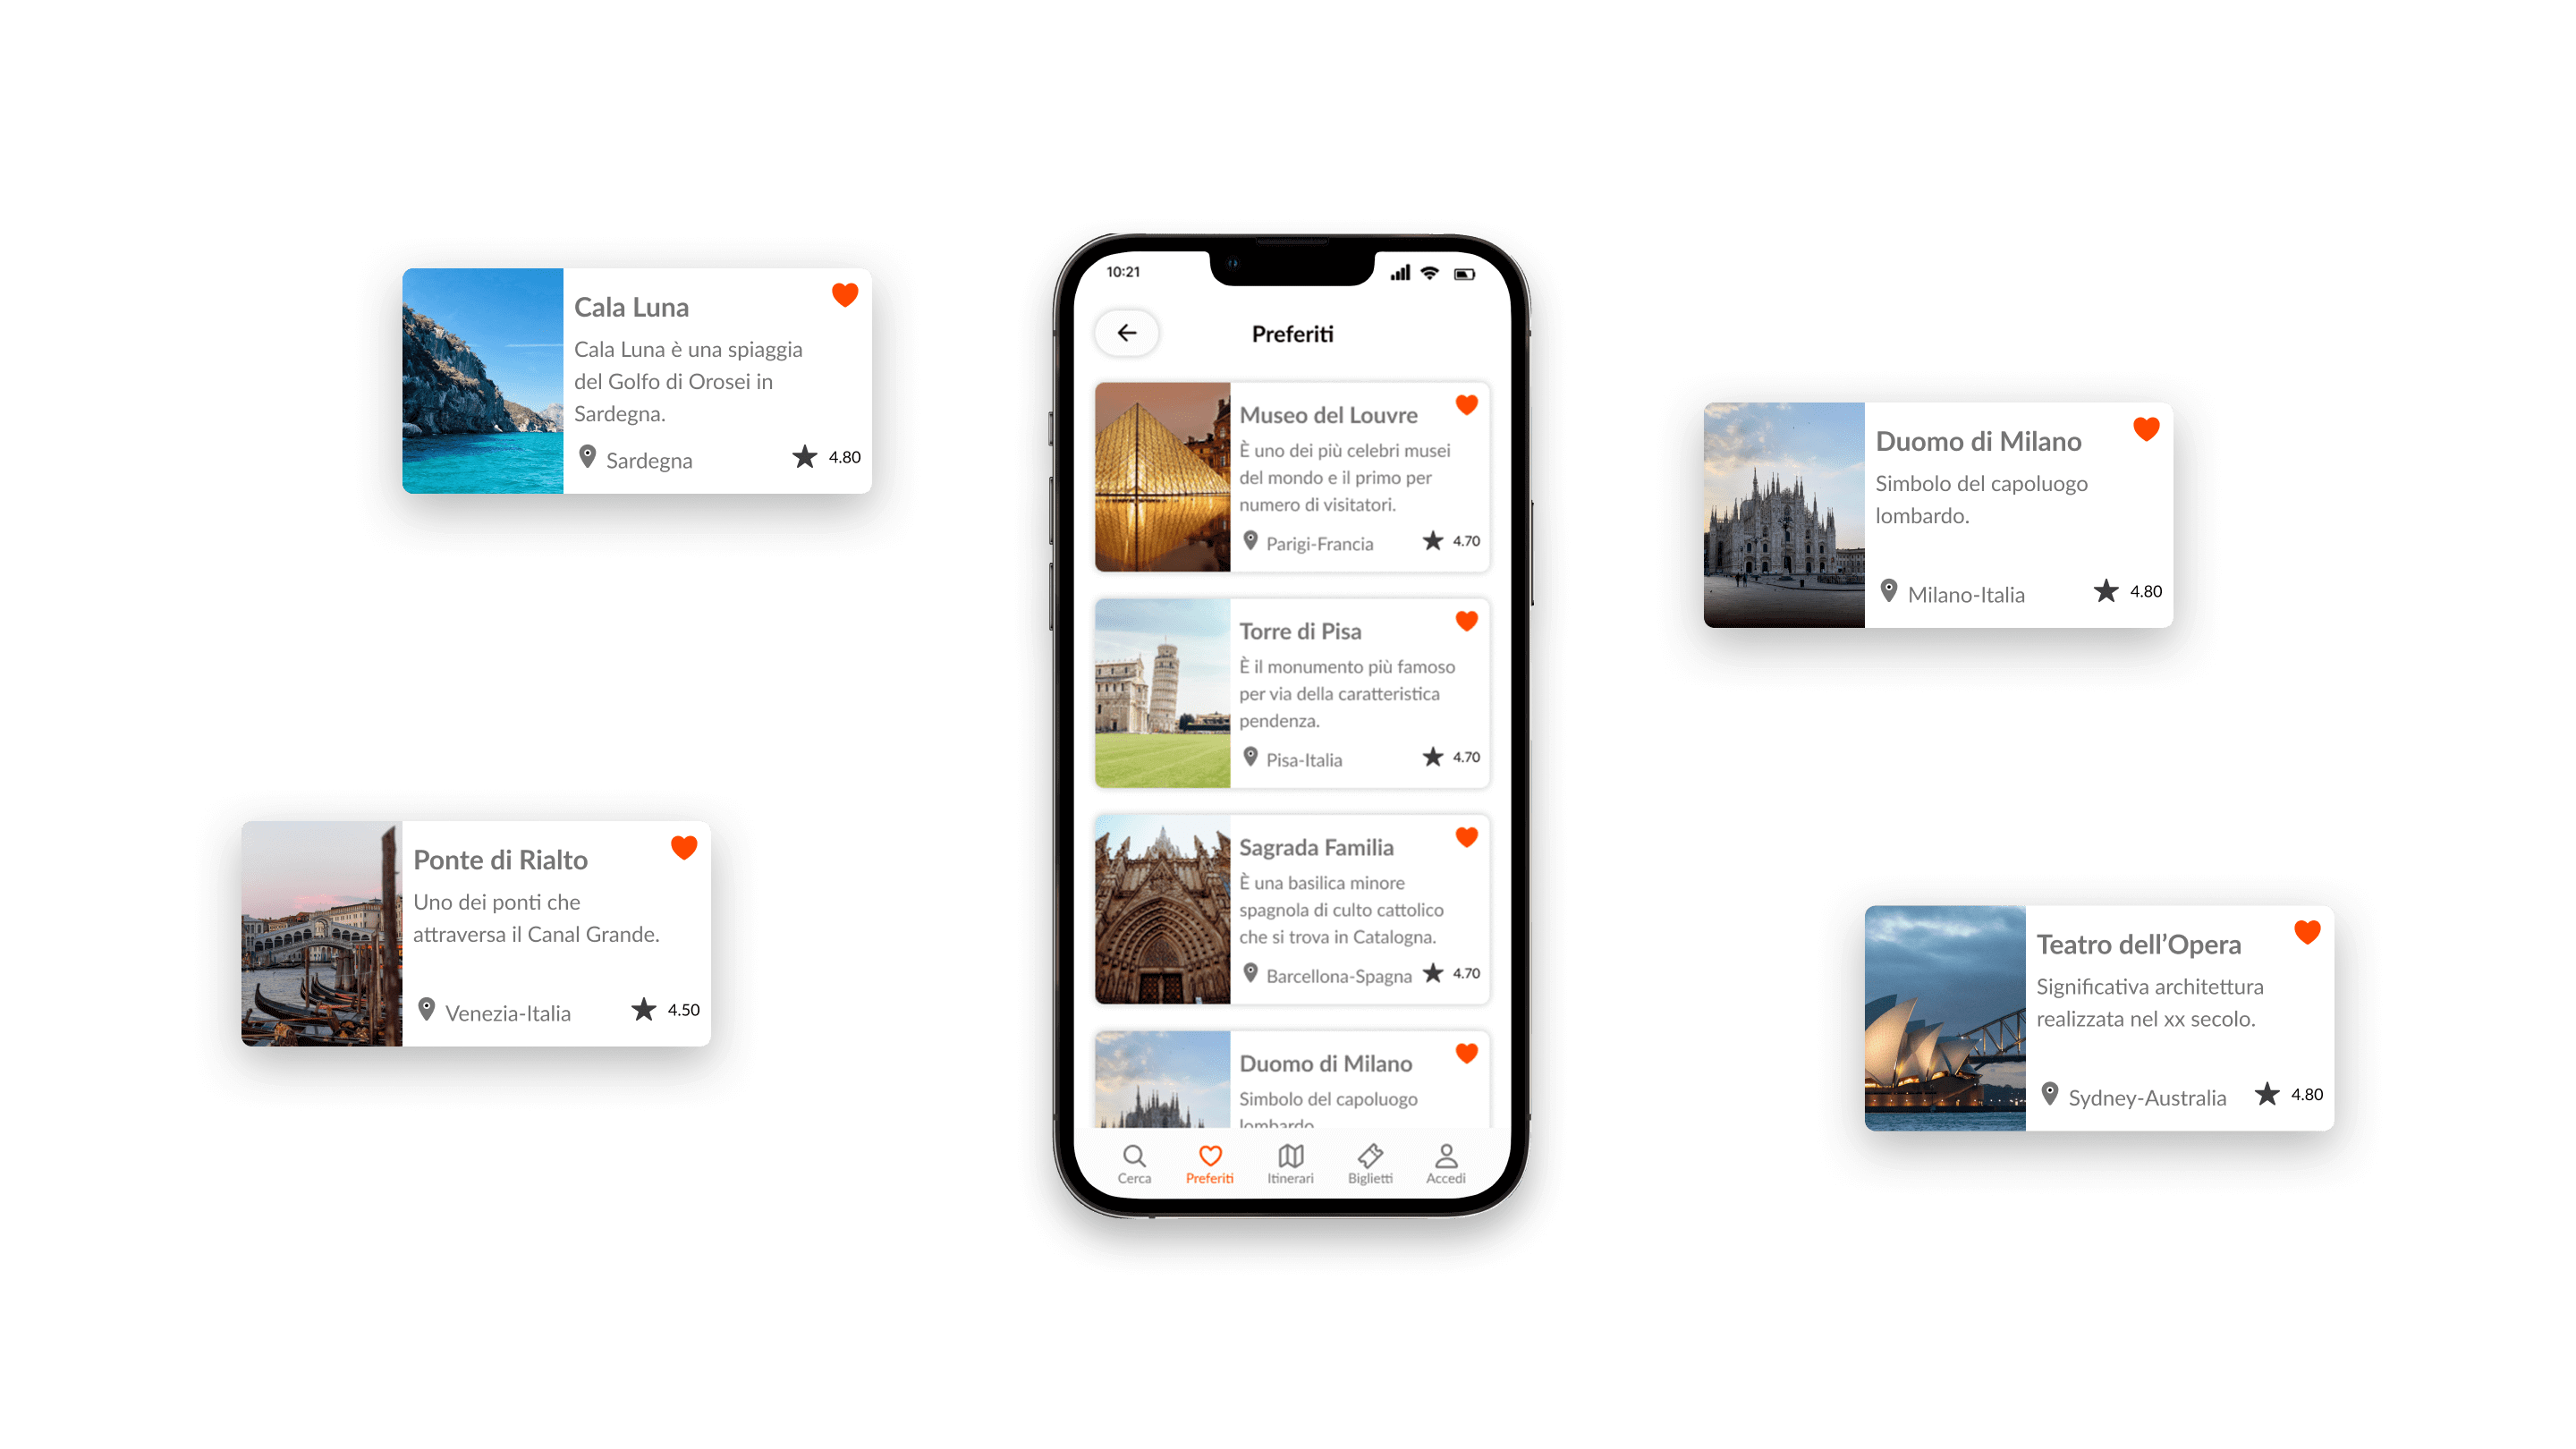 Cala Luna
Cala Luna è una spiaggia
del Golfo di Orosei in
Sardegna.
Sardegna
4.80
Ponte di Rialto
Uno dei ponti che
attraversa il Canal Grande.
Venezia-Italia
4.50
10:21
Preferiti
Museo del Louvre
È uno dei più celebri musei
del mondo e il primo per
numero di visitatori.
Parigi-Francia
4.70
Torre di Pisa
È il monumento più famoso
per via della caratteristica
pendenza.
Pisa-Italia
4.70
Sagrada Familia
È una basilica minore
spagnola di culto cattolico
che si trova in Catalogna.
Barcellona-Spagna
4.70
Duomo di Milano
Simbolo del capoluogo
lombardo
Cerca
Preferiti
Itinerari
Biglietti
Accedi
Duomo di Milano
Simbolo del capoluogo
lombardo.
Milano-Italia
4.80
Teatro dell’Opera
Significativa architettura
realizzata nel xx secolo.
Sydney-Australia
4.80